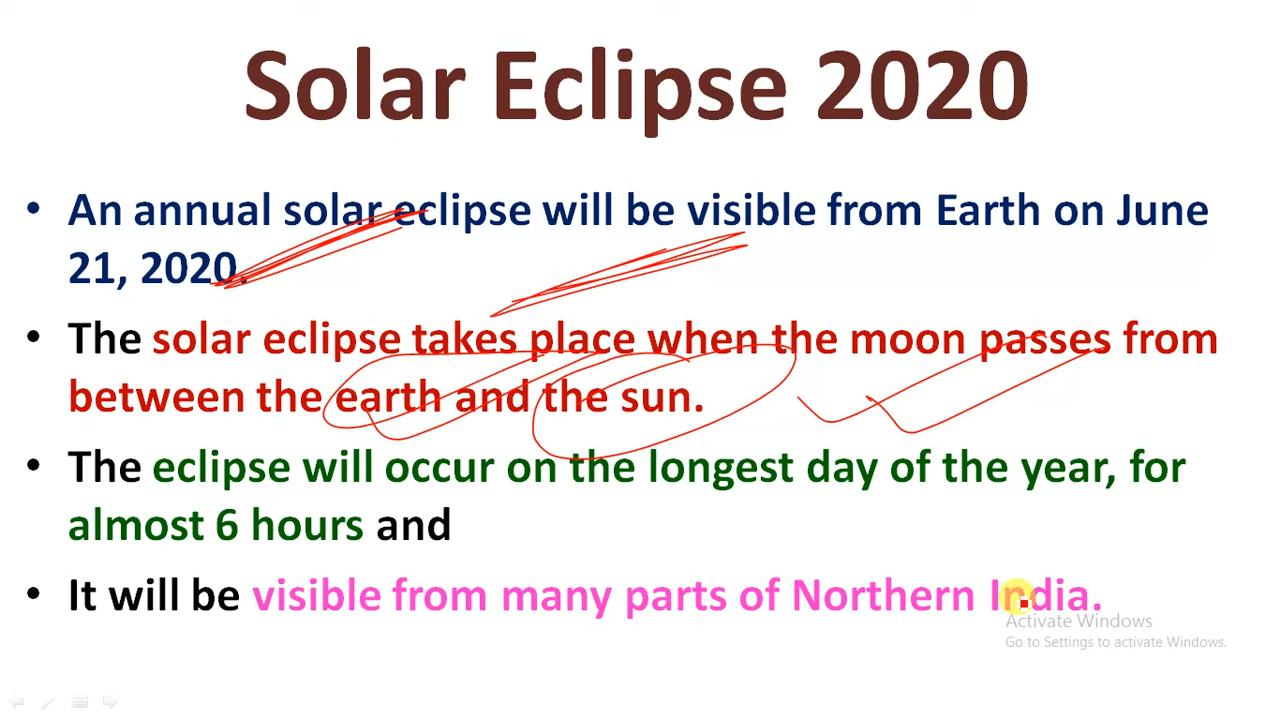 Solar Eclipse 2020
• An annual solar eclipse will be visible from Earth on June
21, 2020.
• The solar eclipse takes place when the moon passes from
between the earth and the sun.
• The eclipse will occur on the longest day of the year, for
almost 6 hours and
• It will be visible from many parts of Northern India.
Activate Windows
Go to Settings to activate Windows.